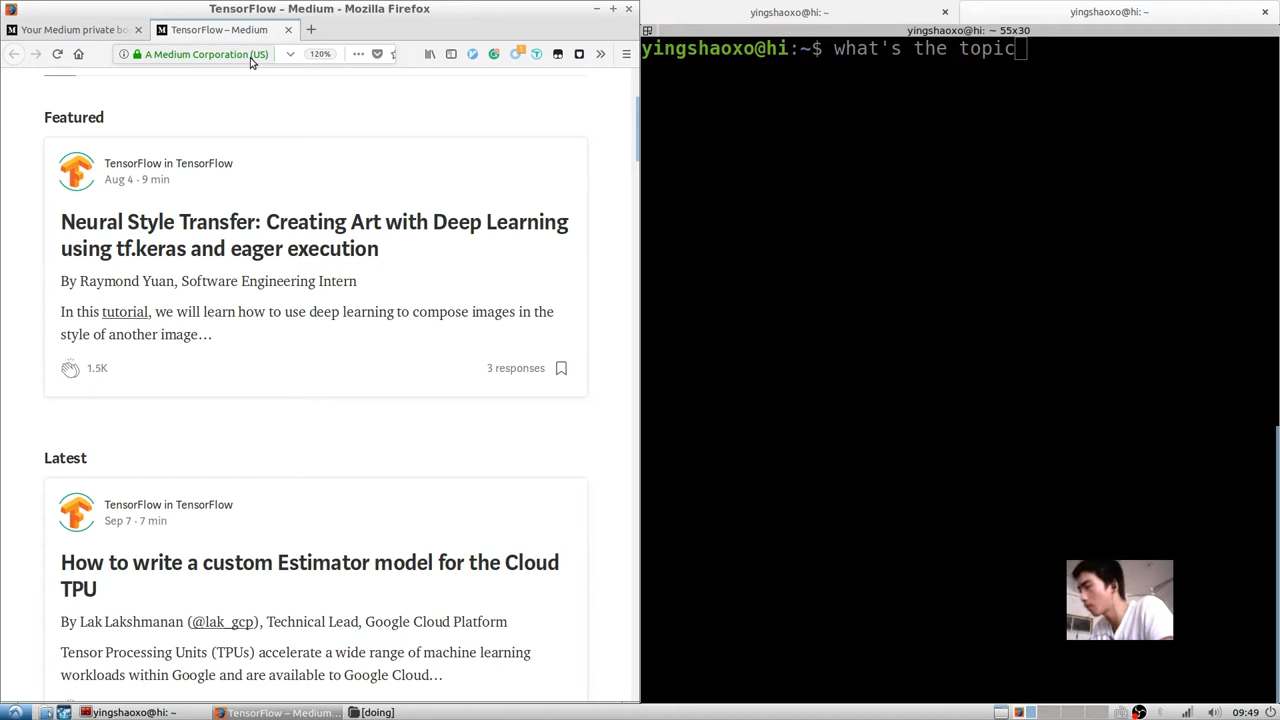 TensorFlow – Medium - Mozilla Firefox
Your Medium private bo
TensorFlow – Medium
A Medium Corporation (US)
120%
Featured
TensorFlow in TensorFlow
Aug 4 · 9 min
Neural Style Transfer: Creating Art with Deep Learning
using tf.keras and eager execution
By Raymond Yuan, Software Engineering Intern
In this tutorial, we will learn how to use deep learning to compose images in the
style of another image…
1.5K
3 responses
Latest
TensorFlow in TensorFlow
Sep 7 · 7 min
How to write a custom Estimator model for the Cloud
TPU
By Lak Lakshmanan (@lak_gcp), Technical Lead, Google Cloud Platform
Tensor Processing Units (TPUs) accelerate a wide range of machine learning
workloads within Google and are available to Google Cloud…
yingshaoxo@hi: ~
yingshaoxo@hi: ~
yingshaoxo@hi: ~ 55x30
yingshaoxo@hi:~$ what's the topic
yingshaoxo@hi: ~
TensorFlow – Medium...
[doing]
09:49